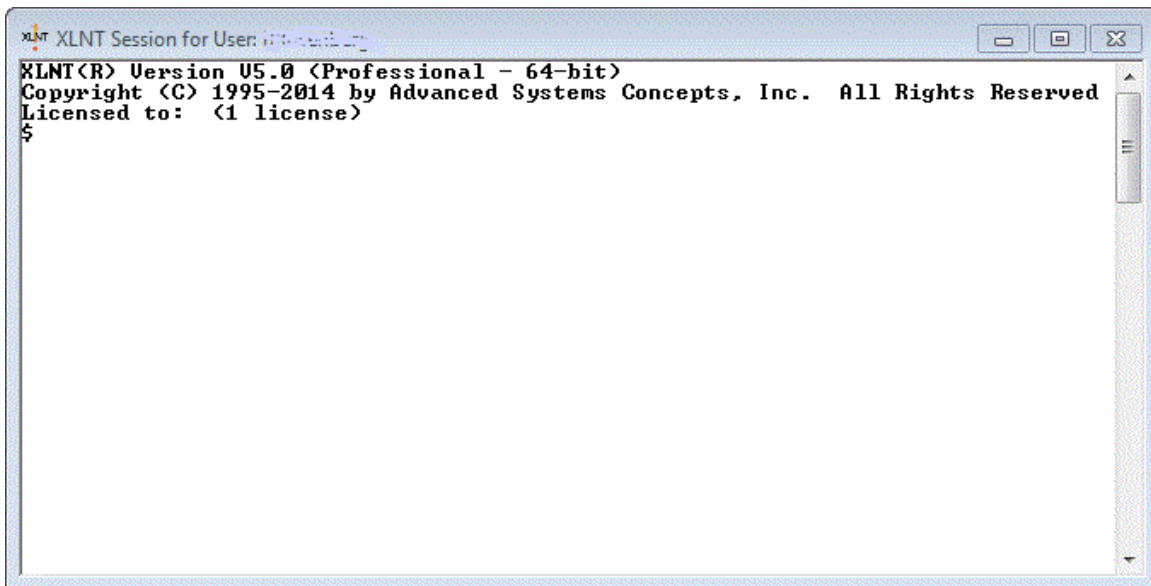 XLNT
XLNT Session for User:
XLNT(R) Version V5.0 (Professional - 64-bit)
Copyright (C) 1995-2014 by Advanced Systems Concepts, Inc.  All Rights Reserved
Licensed to:  (1 license)
$